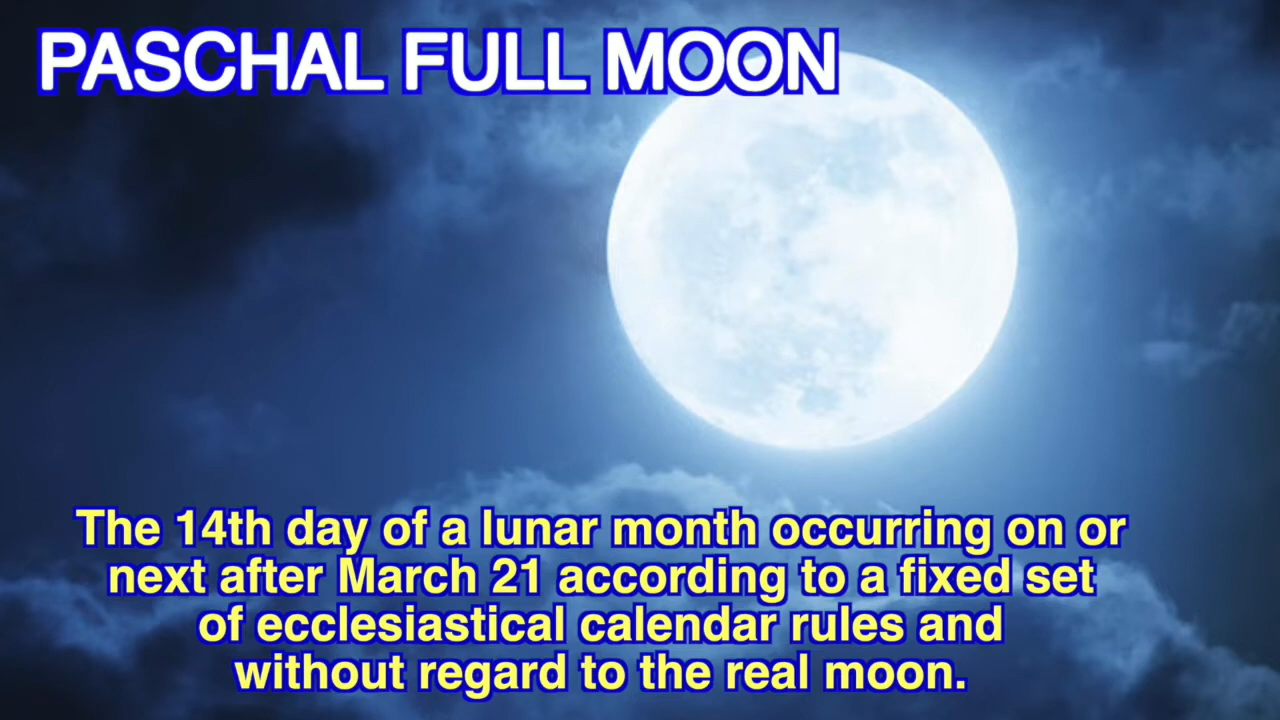 PASCHAL FULL MOON
The 14th day of a lunar month occurring on or
next after March 21 according to a fixed set
of ecclesiastical calendar rules and
without regard to the real moon.